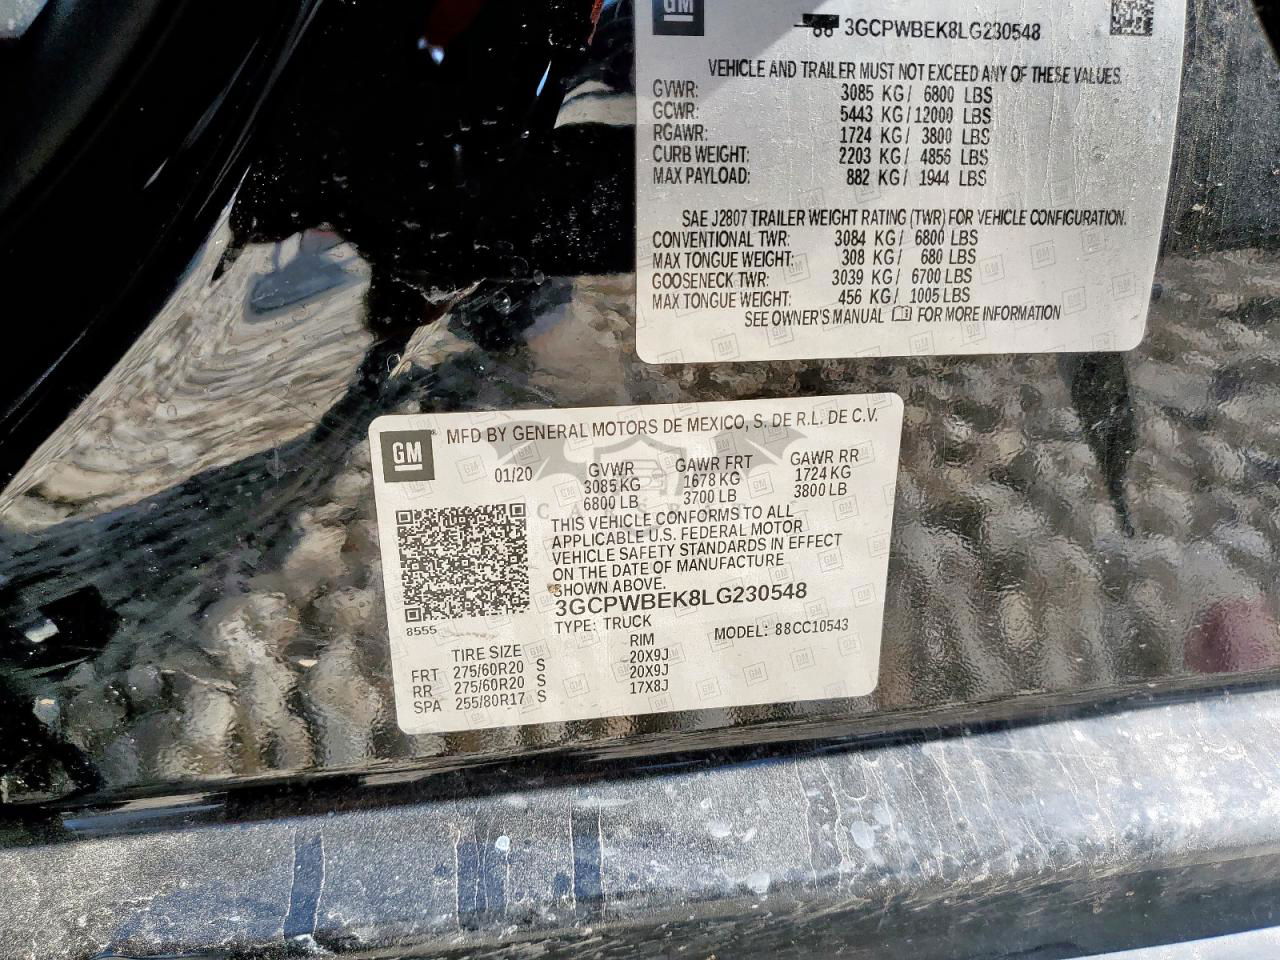 GM
88 3GCPWBEK8LG230548
VEHICLE AND TRAILER MUST NOT EXCEED ANY OF THESE VALUES.
GVWR: 3085 KG/ 6800 LBS
GCWR: 5443 KG/12000 LBS
RGAWR: 1724 KG/ 3800 LBS
CURB WEIGHT: 2203 KG/ 4856 LBS
MAX PAYLOAD: 882 KG/ 1944 LBS
SAE J2807 TRAILER WEIGHT RATING (TWR) FOR VEHICLE CONFIGURATION.
CONVENTIONAL TWR: 3084 KG/ 6800 LBS
MAX TONGUE WEIGHT: 308 KG/ 680 LBS
GOOSENECK TWR: 3039 KG/ 6700 LBS
MAX TONGUE WEIGHT: 456 KG/ 1005 LBS
SEE OWNER'S MANUAL FOR MORE INFORMATION
GM MFD BY GENERAL MOTORS DE MEXICO, S. DE R.L. DE C.V.
01/20 GVWR GAWR FRT GAWR RR
3085 KG 1678 KG 1724 KG
6800 LB 3700 LB 3800 LB
THIS VEHICLE CONFORMS TO ALL
APPLICABLE U.S. FEDERAL MOTOR
VEHICLE SAFETY STANDARDS IN EFFECT
ON THE DATE OF MANUFACTURE
SHOWN ABOVE.
3GCPWBEK8LG230548
8555 TYPE: TRUCK MODEL: 88CC10543
TIRE SIZE RIM
FRT 275/60R20 S 20X9J
RR 275/60R20 S 20X9J
SPA 255/80R17 S 17X8J